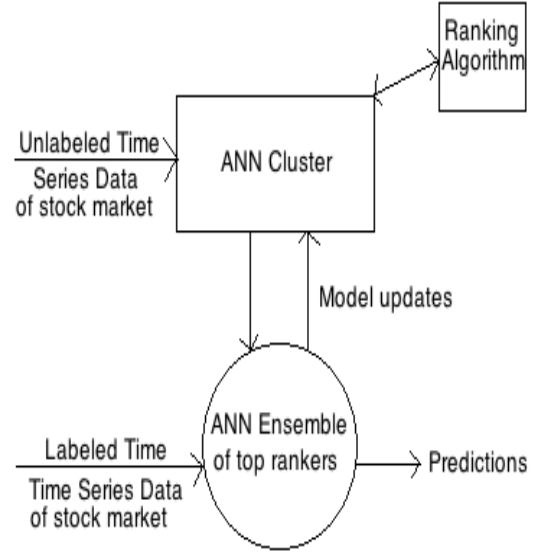 Ranking
Algorithm
Unlabeled Time
Series Data
of stock market
ANN Cluster
Model updates
ANN Ensemble
of top rankers
Labeled Time
Time Series Data
of stock market
Predictions